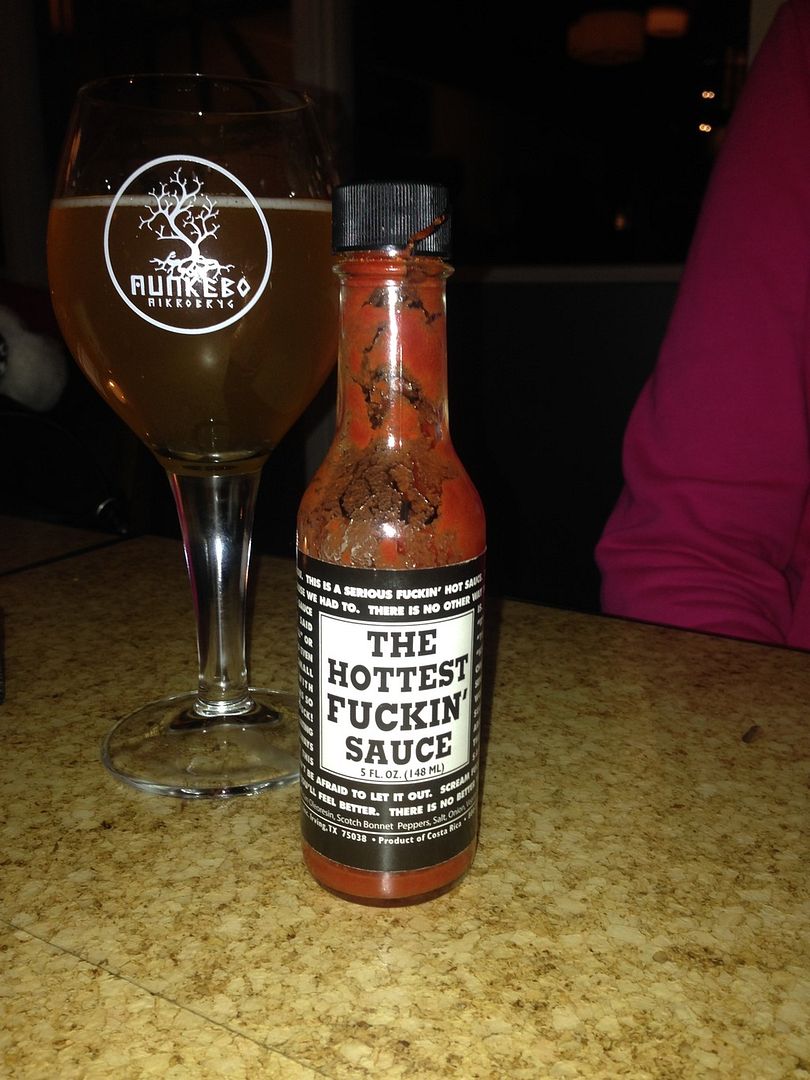 MUNKEBO
MIKROBRYG
THIS IS A SERIOUS FUCKIN' HOT SAUCE.
WE HAD TO. THERE IS NO OTHER WAY
THE
HOTTEST
FUCKIN'
SAUCE
5 FL. OZ. (148 ML)
BE AFRAID TO LET IT OUT. SCREAM
YOU'LL FEEL BETTER. THERE IS NO BETTER
Oleoresin, Scotch Bonnet Peppers, Salt, Onion,
Irving, TX 75038 • Product of Costa Rica •